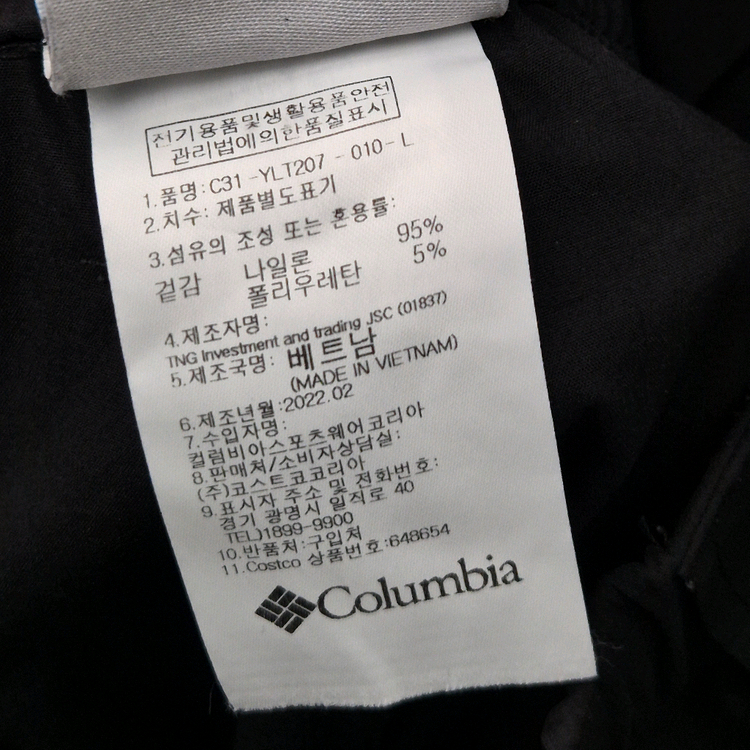 전기용품및생활용품안전
관리법에의한품질표시
1.품명:C31-YLT207-010-L
2.치수: 제품별도표기
3.섬유의 조성 또는 혼용률:
겉감 나일론 95%
폴리우레탄 5%
4.제조자명:
TNG Investment and trading JSC (01837)
5.제조국명: 베트남
(MADE IN VIETNAM)
6.제조년월:2022.02
7.수입자명:
컬럼비아스포츠웨어코리아
8.판매처/소비자상담실:
(주)코스트코코리아
9.표시자 주소 및 전화번호:
경기 광명시 일직로 40
TEL)1899-9900
10.반품처:구입처
11.Costco 상품번호:648654
Columbia